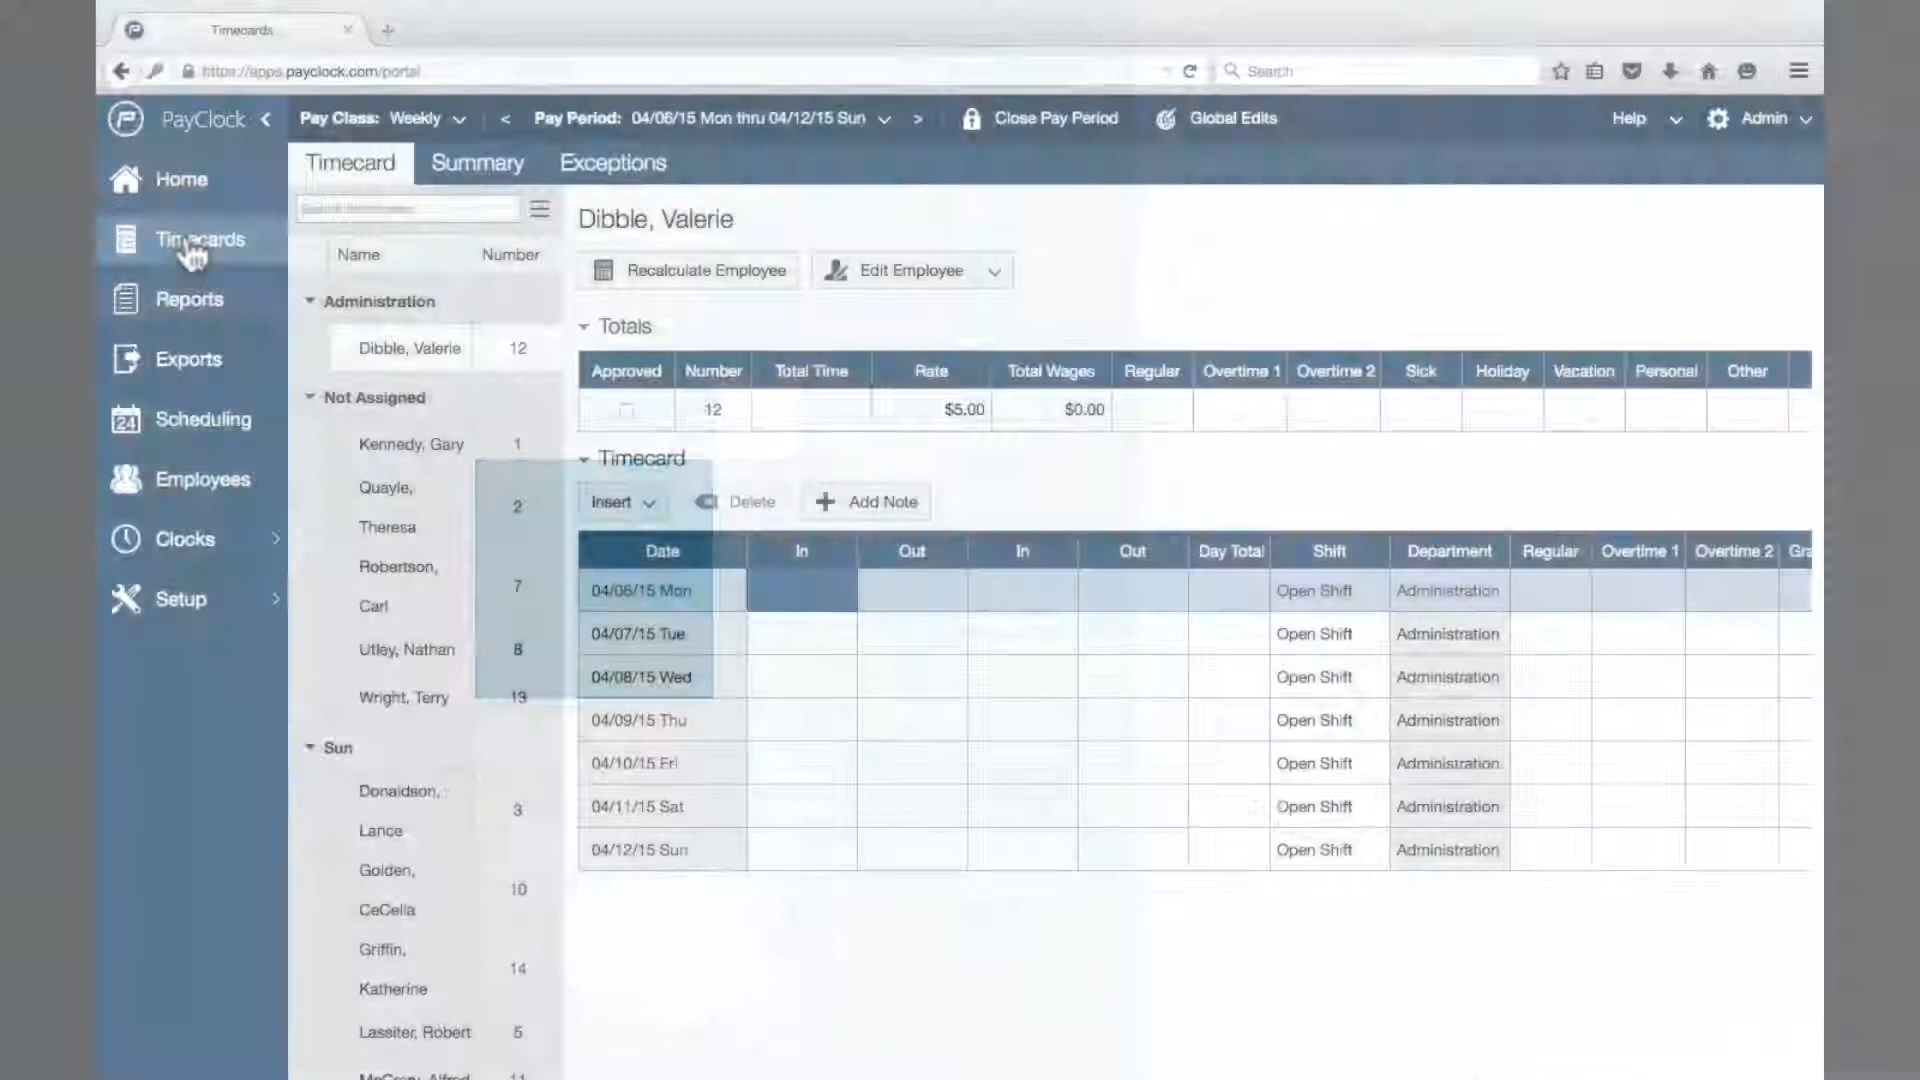 Timecards
https://apps.payclock.com/portal
Search
PayClock
Pay Class: Weekly
< Pay Period: 04/06/15 Mon thru 04/12/15 Sun >
Close Pay Period
Global Edits
Help
Admin
Home
Timecards
Reports
Exports
24 Scheduling
Employees
Clocks
Setup
Timecard Summary Exceptions
Name Number
Administration
Dibble, Valerie 12
Not Assigned
Kennedy, Gary 1
Quayle,
Theresa
2
Robertson,
Carl
7
Utley, Nathan 8
Wright, Terry 13
Sun
Donaldson,
Lance
3
Golden,
CeCelia
10
Griffin,
Katherine
14
Lassiter, Robert 5
Dibble, Valerie
Recalculate Employee Edit Employee
Totals
Approved Number Total Time Rate Total Wages Regular Overtime 1 Overtime 2 Sick Holiday Vacation Personal Other
12 $5.00 $0.00
Timecard
Insert Delete Add Note
Date In Out In Out Day Total Shift Department Regular Overtime 1 Overtime 2 Gra
04/06/15 Mon Open Shift Administration
04/07/15 Tue Open Shift Administration
04/08/15 Wed Open Shift Administration
04/09/15 Thu Open Shift Administration
04/10/15 Fri Open Shift Administration
04/11/15 Sat Open Shift Administration
04/12/15 Sun Open Shift Administration